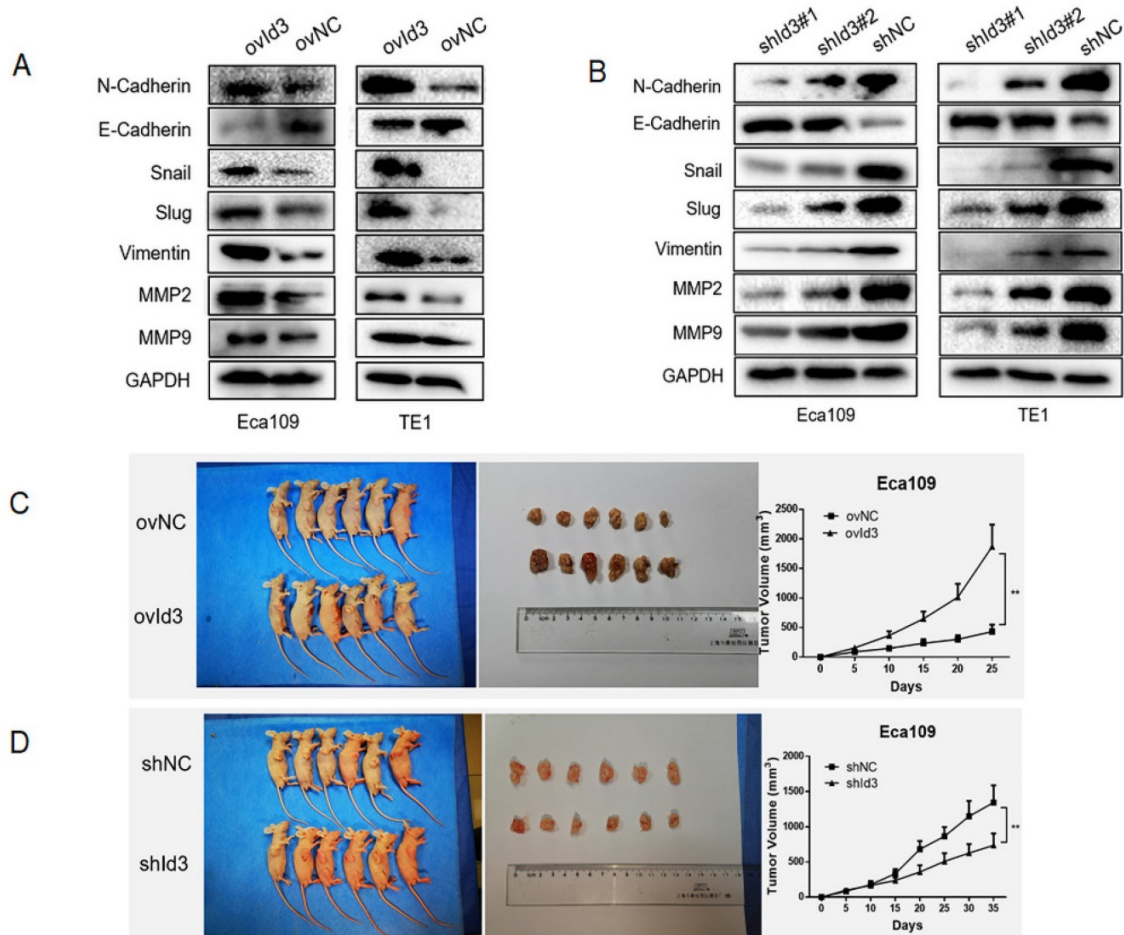 A
ovId3 ovNC ovId3 ovNC
N-Cadherin
E-Cadherin
Snail
Slug
Vimentin
MMP2
MMP9
GAPDH
Eca109 TE1
B
shId3#1 shId3#2 shNC shId3#1 shId3#2 shNC
N-Cadherin
E-Cadherin
Snail
Slug
Vimentin
MMP2
MMP9
GAPDH
Eca109 TE1
C
ovNC
ovId3
Eca109
ovNC
ovId3
Tumor Volume (mm³)
2500
2000
1500
1000
500
0
**
0 5 10 15 20 25
Days
D
shNC
shId3
Eca109
shNC
shId3
Tumor Volume (mm³)
2000
1500
1000
500
0
**
0 5 10 15 20 25 30 35
Days